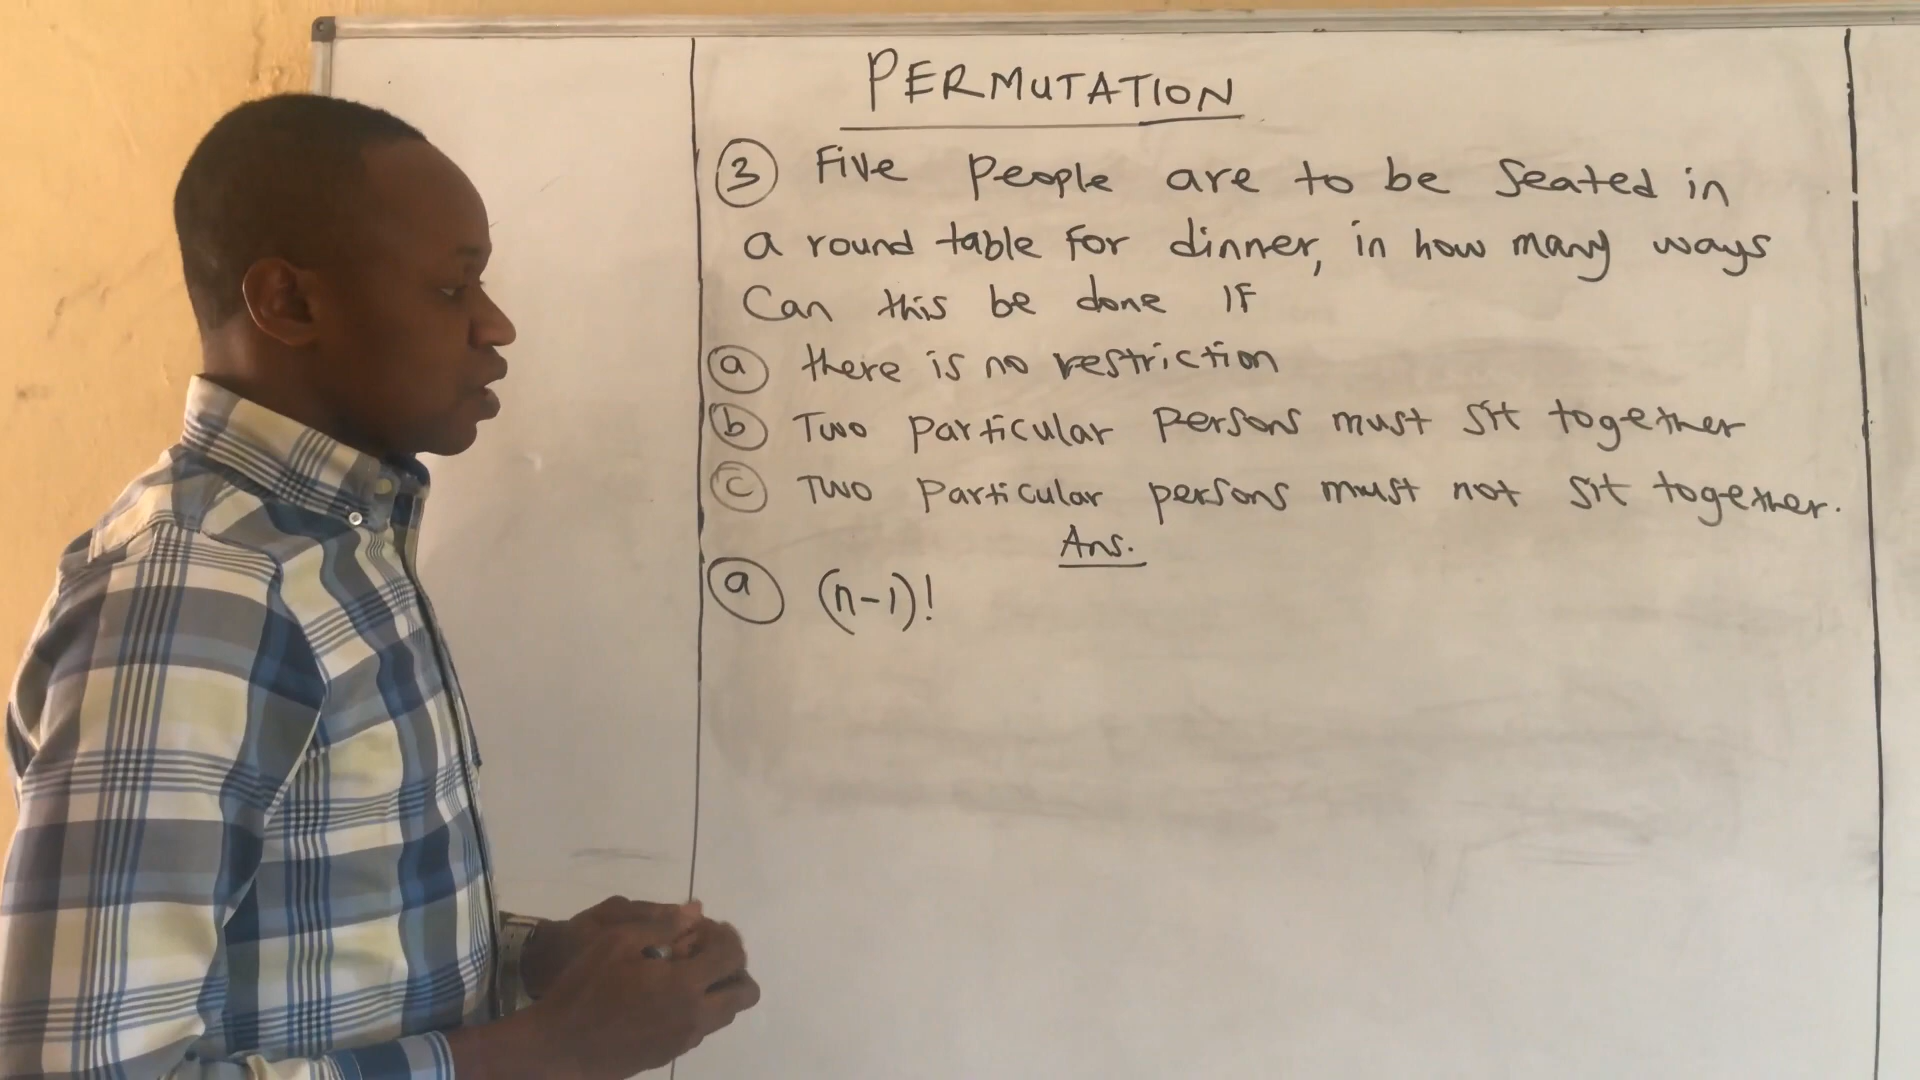 PERMUTATION
③ Five people are to be seated in
a round table for dinner, in how many ways
Can this be done IF
ⓐ there is no restriction
ⓑ Two particular persons must sit together
ⓒ Two particular persons must not sit together.
Ans.
ⓐ (n-1)!